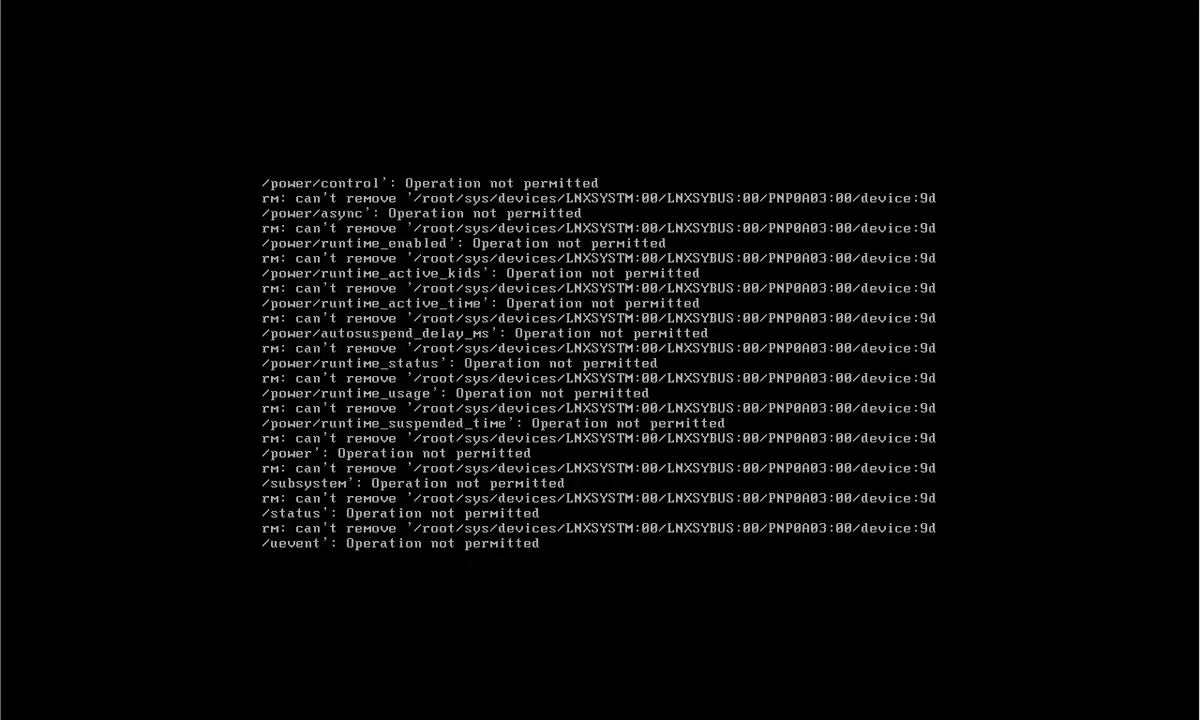 /power/control': Operation not permitted
rm: can't remove '/root/sys/devices/LNXSYSTM:00/LNXSYBUS:00/PNP0A03:00/device:9d
/power/async': Operation not permitted
rm: can't remove '/root/sys/devices/LNXSYSTM:00/LNXSYBUS:00/PNP0A03:00/device:9d
/power/runtime_enabled': Operation not permitted
rm: can't remove '/root/sys/devices/LNXSYSTM:00/LNXSYBUS:00/PNP0A03:00/device:9d
/power/runtime_active_kids': Operation not permitted
rm: can't remove '/root/sys/devices/LNXSYSTM:00/LNXSYBUS:00/PNP0A03:00/device:9d
/power/runtime_active_time': Operation not permitted
rm: can't remove '/root/sys/devices/LNXSYSTM:00/LNXSYBUS:00/PNP0A03:00/device:9d
/power/autosuspend_delay_ms': Operation not permitted
rm: can't remove '/root/sys/devices/LNXSYSTM:00/LNXSYBUS:00/PNP0A03:00/device:9d
/power/runtime_status': Operation not permitted
rm: can't remove '/root/sys/devices/LNXSYSTM:00/LNXSYBUS:00/PNP0A03:00/device:9d
/power/runtime_usage': Operation not permitted
rm: can't remove '/root/sys/devices/LNXSYSTM:00/LNXSYBUS:00/PNP0A03:00/device:9d
/power/runtime_suspended_time': Operation not permitted
rm: can't remove '/root/sys/devices/LNXSYSTM:00/LNXSYBUS:00/PNP0A03:00/device:9d
/power': Operation not permitted
rm: can't remove '/root/sys/devices/LNXSYSTM:00/LNXSYBUS:00/PNP0A03:00/device:9d
/subsystem': Operation not permitted
rm: can't remove '/root/sys/devices/LNXSYSTM:00/LNXSYBUS:00/PNP0A03:00/device:9d
/status': Operation not permitted
rm: can't remove '/root/sys/devices/LNXSYSTM:00/LNXSYBUS:00/PNP0A03:00/device:9d
/uevent': Operation not permitted